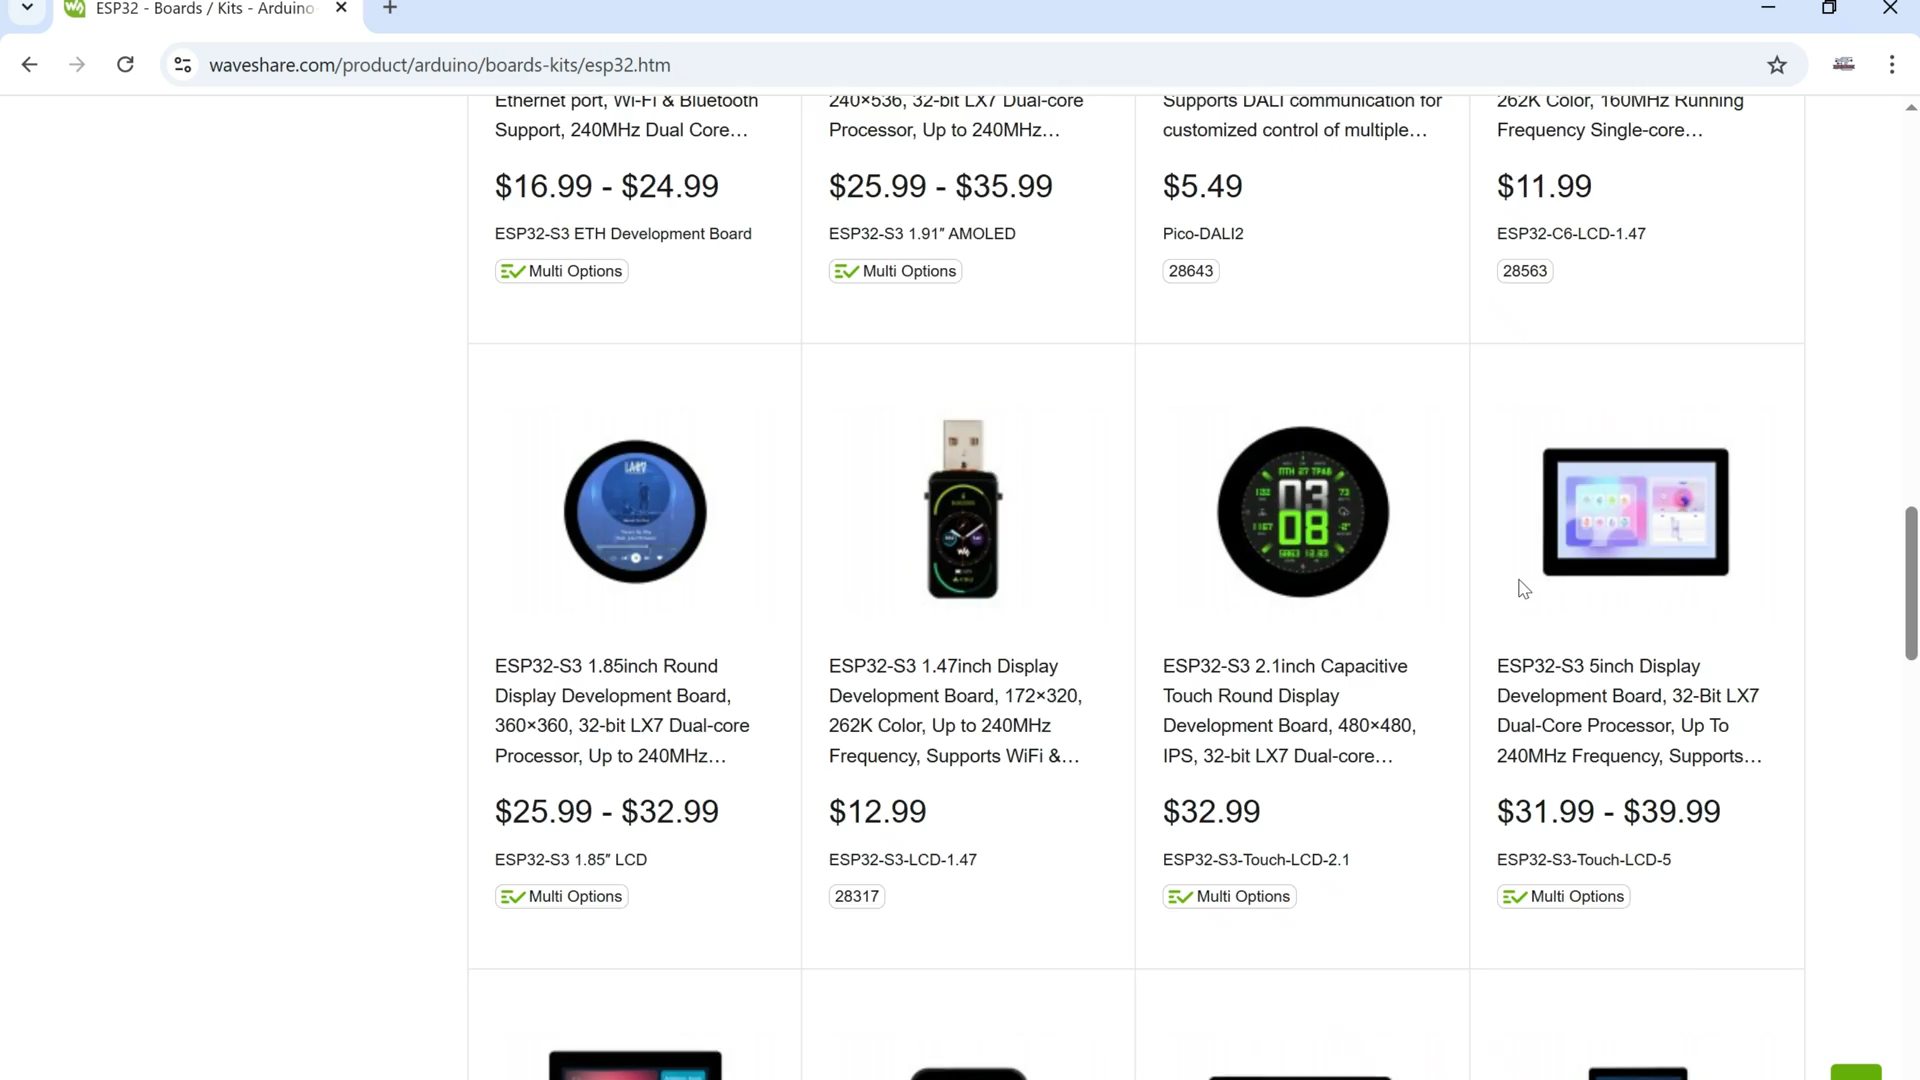 ESP32 - Boards / Kits - Arduino
waveshare.com/product/arduino/boards-kits/esp32.htm
Ethernet port, Wi-Fi & Bluetooth
Support, 240MHz Dual Core…
$16.99 - $24.99
ESP32-S3 ETH Development Board
Multi Options
240×536, 32-bit LX7 Dual-core
Processor, Up to 240MHz…
$25.99 - $35.99
ESP32-S3 1.91″ AMOLED
Multi Options
Supports DALI communication for
customized control of multiple…
$5.49
Pico-DALI2
28643
262K Color, 160MHz Running
Frequency Single-core…
$11.99
ESP32-C6-LCD-1.47
28563
03
08
ESP32-S3 1.85inch Round
Display Development Board,
360×360, 32-bit LX7 Dual-core
Processor, Up to 240MHz…
$25.99 - $32.99
ESP32-S3 1.85″ LCD
Multi Options
ESP32-S3 1.47inch Display
Development Board, 172×320,
262K Color, Up to 240MHz
Frequency, Supports WiFi &…
$12.99
ESP32-S3-LCD-1.47
28317
ESP32-S3 2.1inch Capacitive
Touch Round Display
Development Board, 480×480,
IPS, 32-bit LX7 Dual-core…
$32.99
ESP32-S3-Touch-LCD-2.1
Multi Options
ESP32-S3 5inch Display
Development Board, 32-Bit LX7
Dual-Core Processor, Up To
240MHz Frequency, Supports…
$31.99 - $39.99
ESP32-S3-Touch-LCD-5
Multi Options